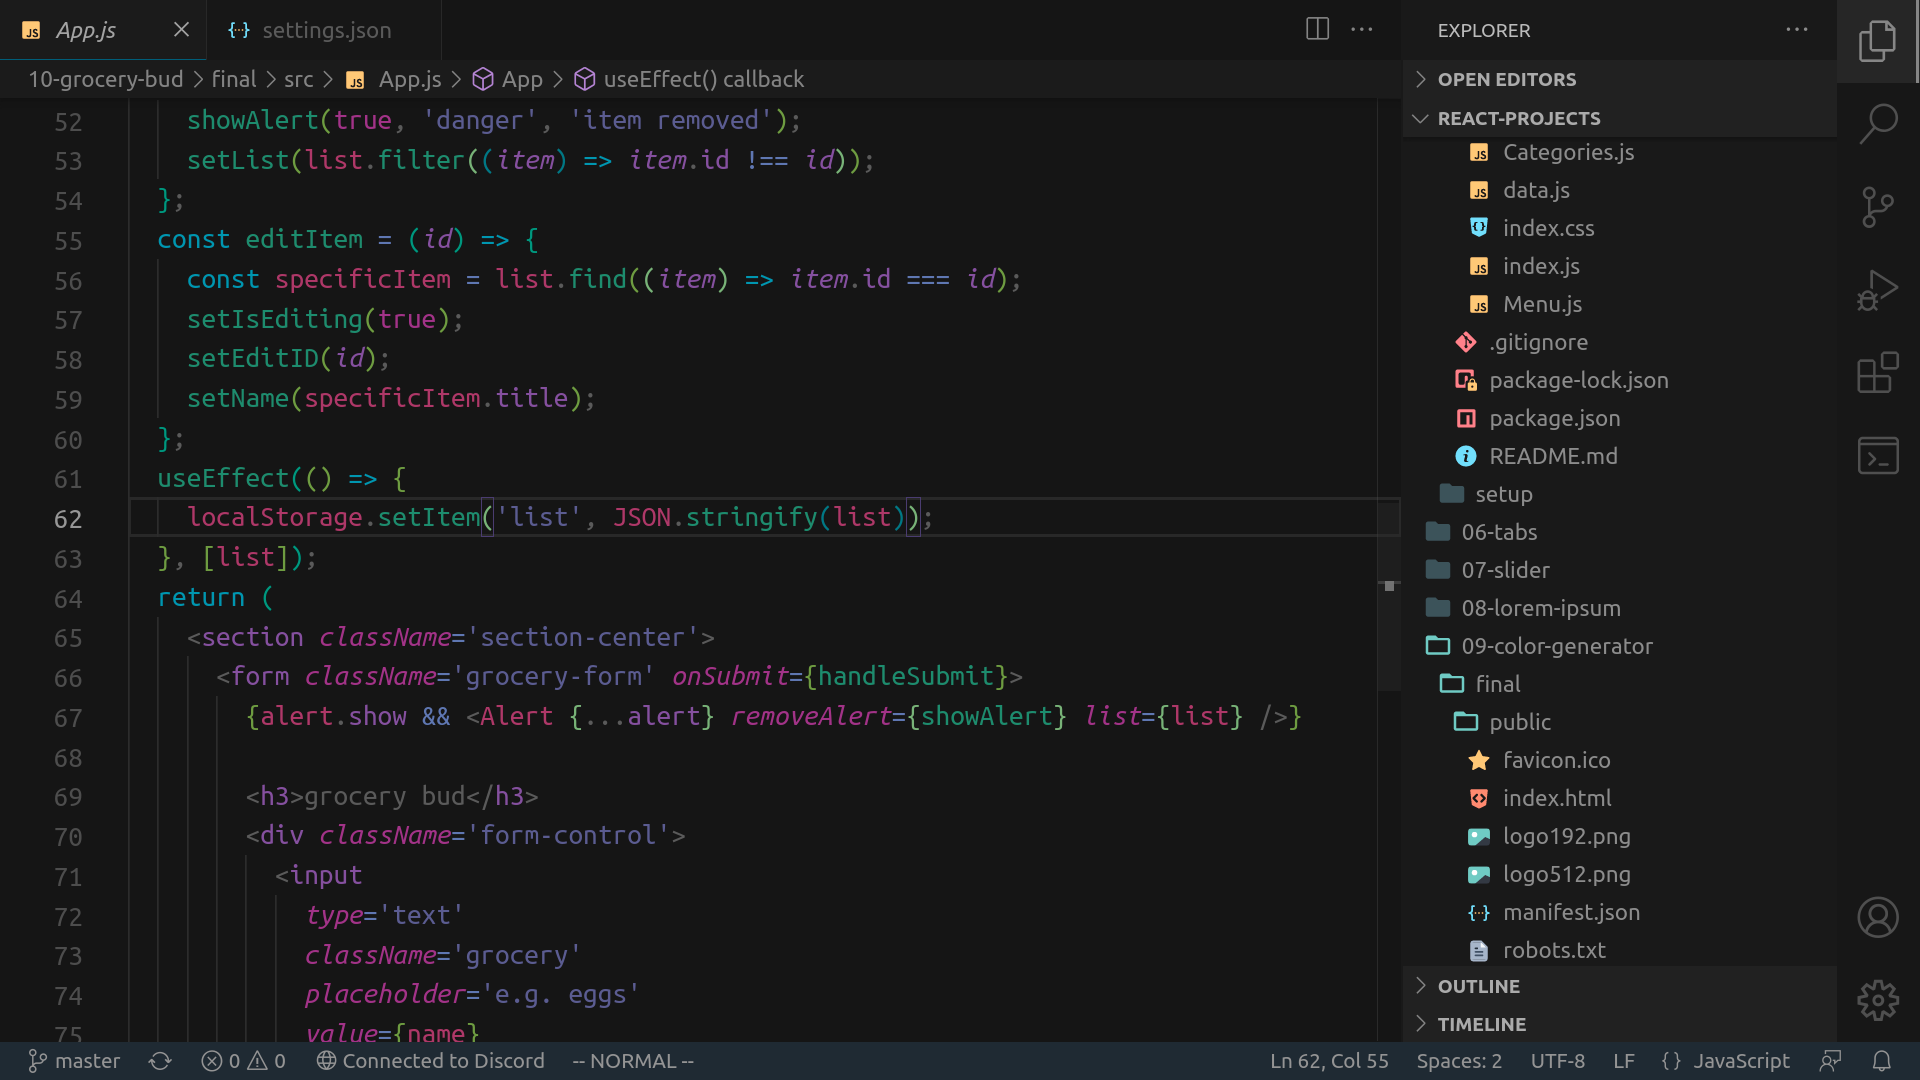 App.js
settings.json
10-grocery-bud > final > src > App.js > App > useEffect() callback
52 showAlert(true, 'danger', 'item removed');
53 setList(list.filter((item) => item.id !== id));
54 };
55 const editItem = (id) => {
56 const specificItem = list.find((item) => item.id === id);
57 setIsEditing(true);
58 setEditID(id);
59 setName(specificItem.title);
60 };
61 useEffect(() => {
62 localStorage.setItem('list', JSON.stringify(list));
63 }, [list]);
64 return (
65 <section className='section-center'>
66 <form className='grocery-form' onSubmit={handleSubmit}>
67 {alert.show && <Alert {...alert} removeAlert={showAlert} list={list} />}
68
69 <h3>grocery bud</h3>
70 <div className='form-control'>
71 <input
72 type='text'
73 className='grocery'
74 placeholder='e.g. eggs'
75 value={name}
EXPLORER
OPEN EDITORS
REACT-PROJECTS
Categories.js
data.js
index.css
index.js
Menu.js
.gitignore
package-lock.json
package.json
README.md
setup
06-tabs
07-slider
08-lorem-ipsum
09-color-generator
final
public
favicon.ico
index.html
logo192.png
logo512.png
manifest.json
robots.txt
OUTLINE
TIMELINE
master 0 0 Connected to Discord -- NORMAL -- Ln 62, Col 55 Spaces: 2 UTF-8 LF {} JavaScript